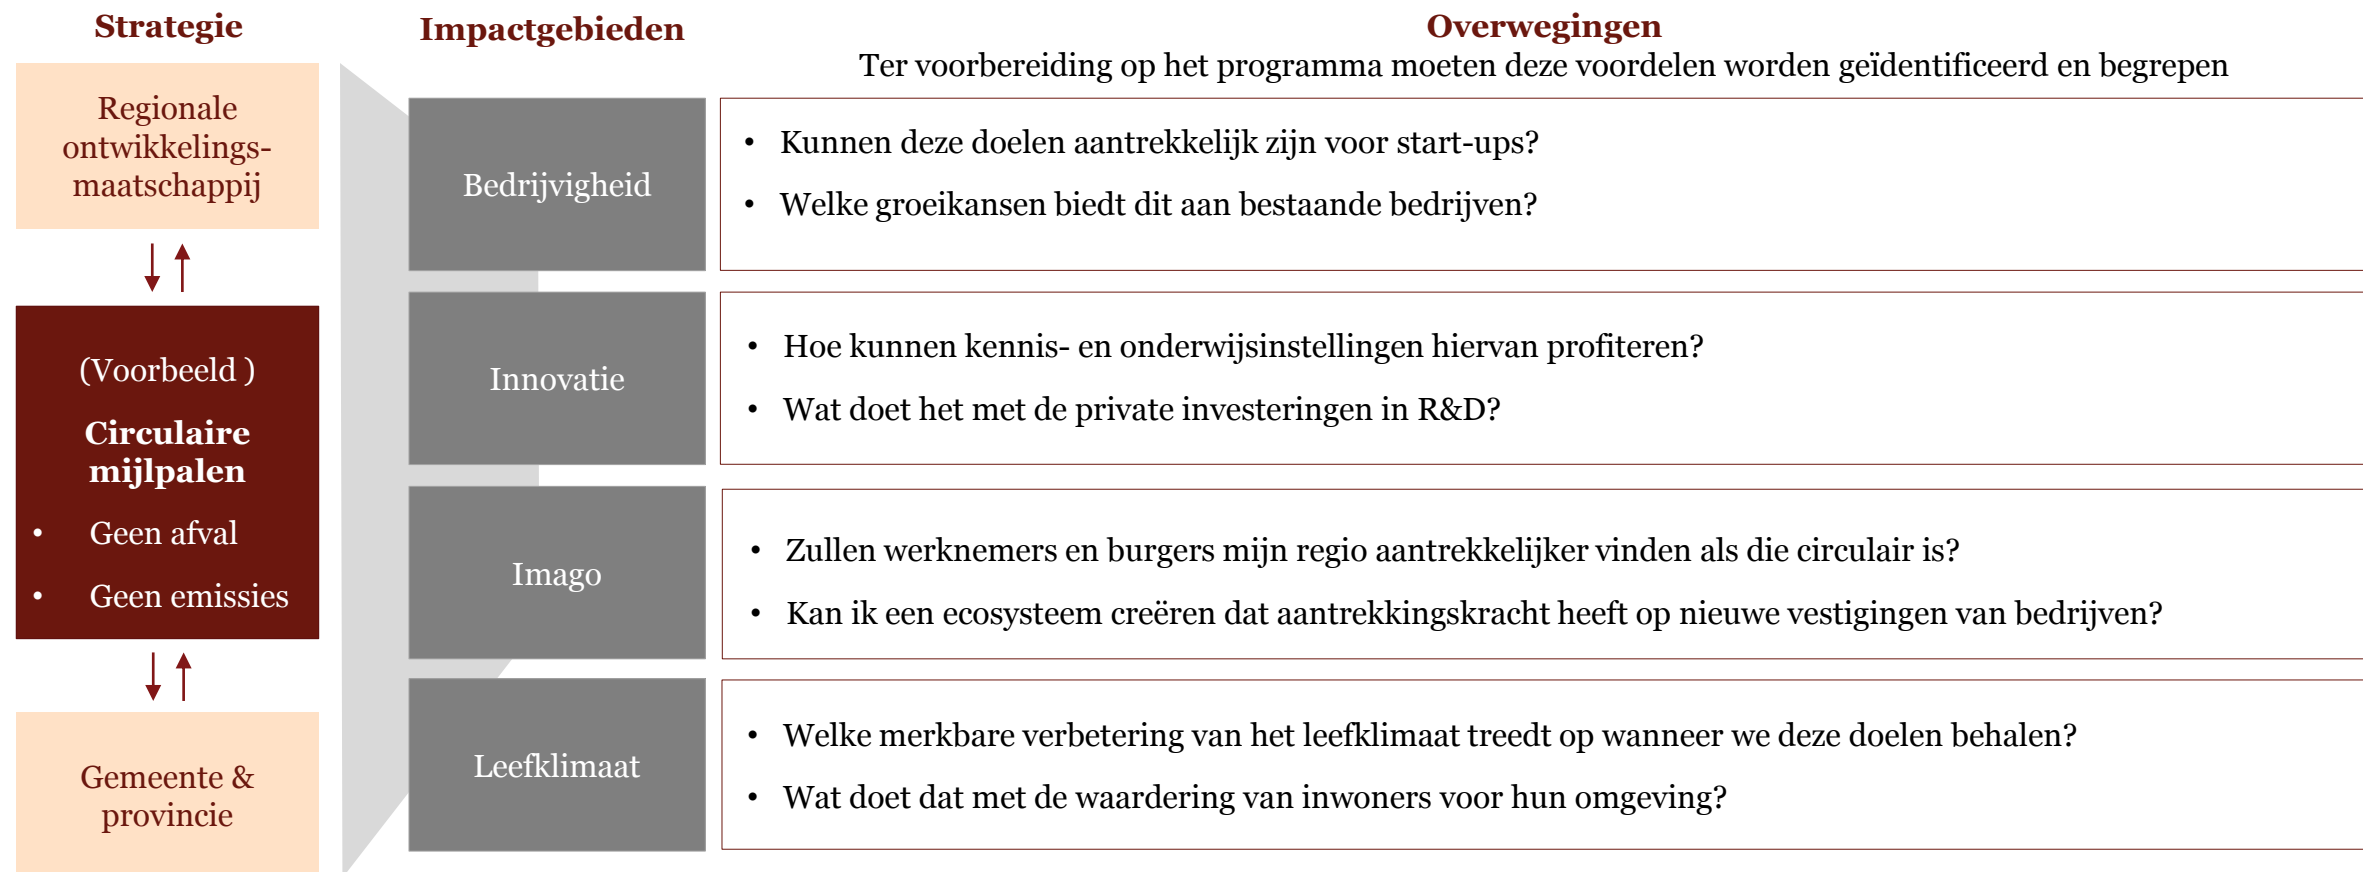 Strategie
Regionale
ontwikkelings-
maatschappij
(Voorbeeld )
Circulaire
mijlpalen
• Geen afval
• Geen emissies
Gemeente &
provincie
Impactgebieden
Bedrijvigheid
Innovatie
Imago
Leefklimaat
Overwegingen
Ter voorbereiding op het programma moeten deze voordelen worden geïdentificeerd en begrepen
• Kunnen deze doelen aantrekkelijk zijn voor start-ups?
• Welke groeikansen biedt dit aan bestaande bedrijven?
• Hoe kunnen kennis- en onderwijsinstellingen hiervan profiteren?
• Wat doet het met de private investeringen in R&D?
• Zullen werknemers en burgers mijn regio aantrekkelijker vinden als die circulair is?
• Kan ik een ecosysteem creëren dat aantrekkingskracht heeft op nieuwe vestigingen van bedrijven?
• Welke merkbare verbetering van het leefklimaat treedt op wanneer we deze doelen behalen?
• Wat doet dat met de waardering van inwoners voor hun omgeving?